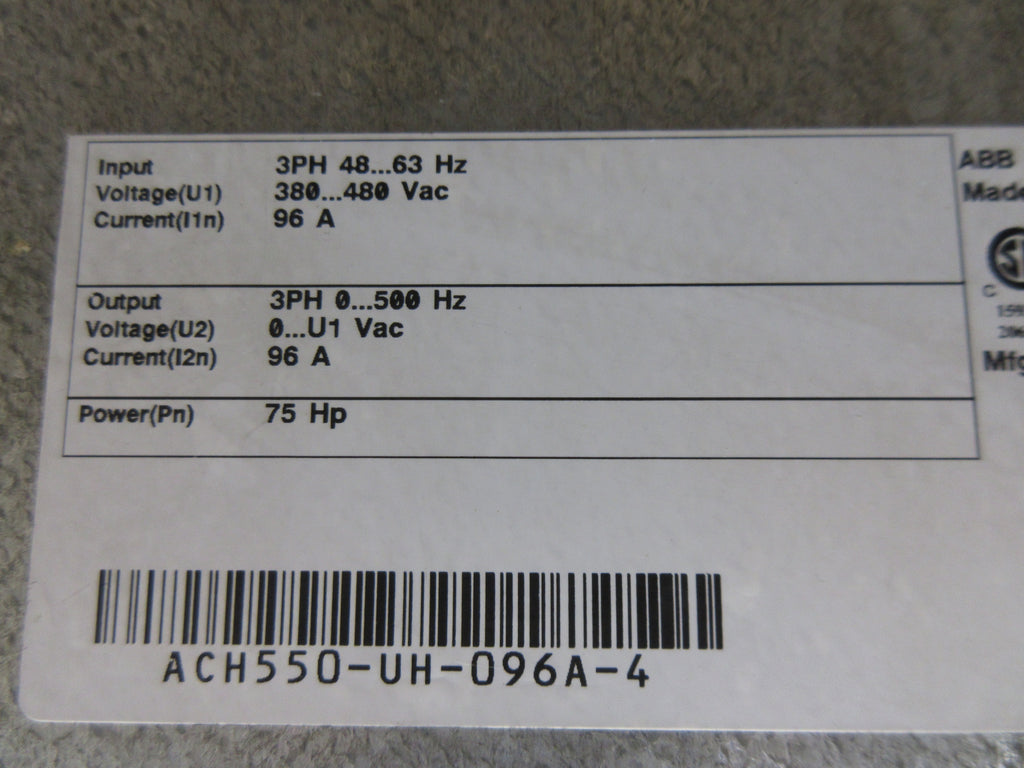 Input 3PH 48...63 Hz
Voltage(U1) 380...480 Vac
Current(I1n) 96 A
Output 3PH 0...500 Hz
Voltage(U2) 0...U1 Vac
Current(I2n) 96 A
Power(Pn) 75 Hp
ACH550-UH-096A-4
ABB
Made
C
Mfg